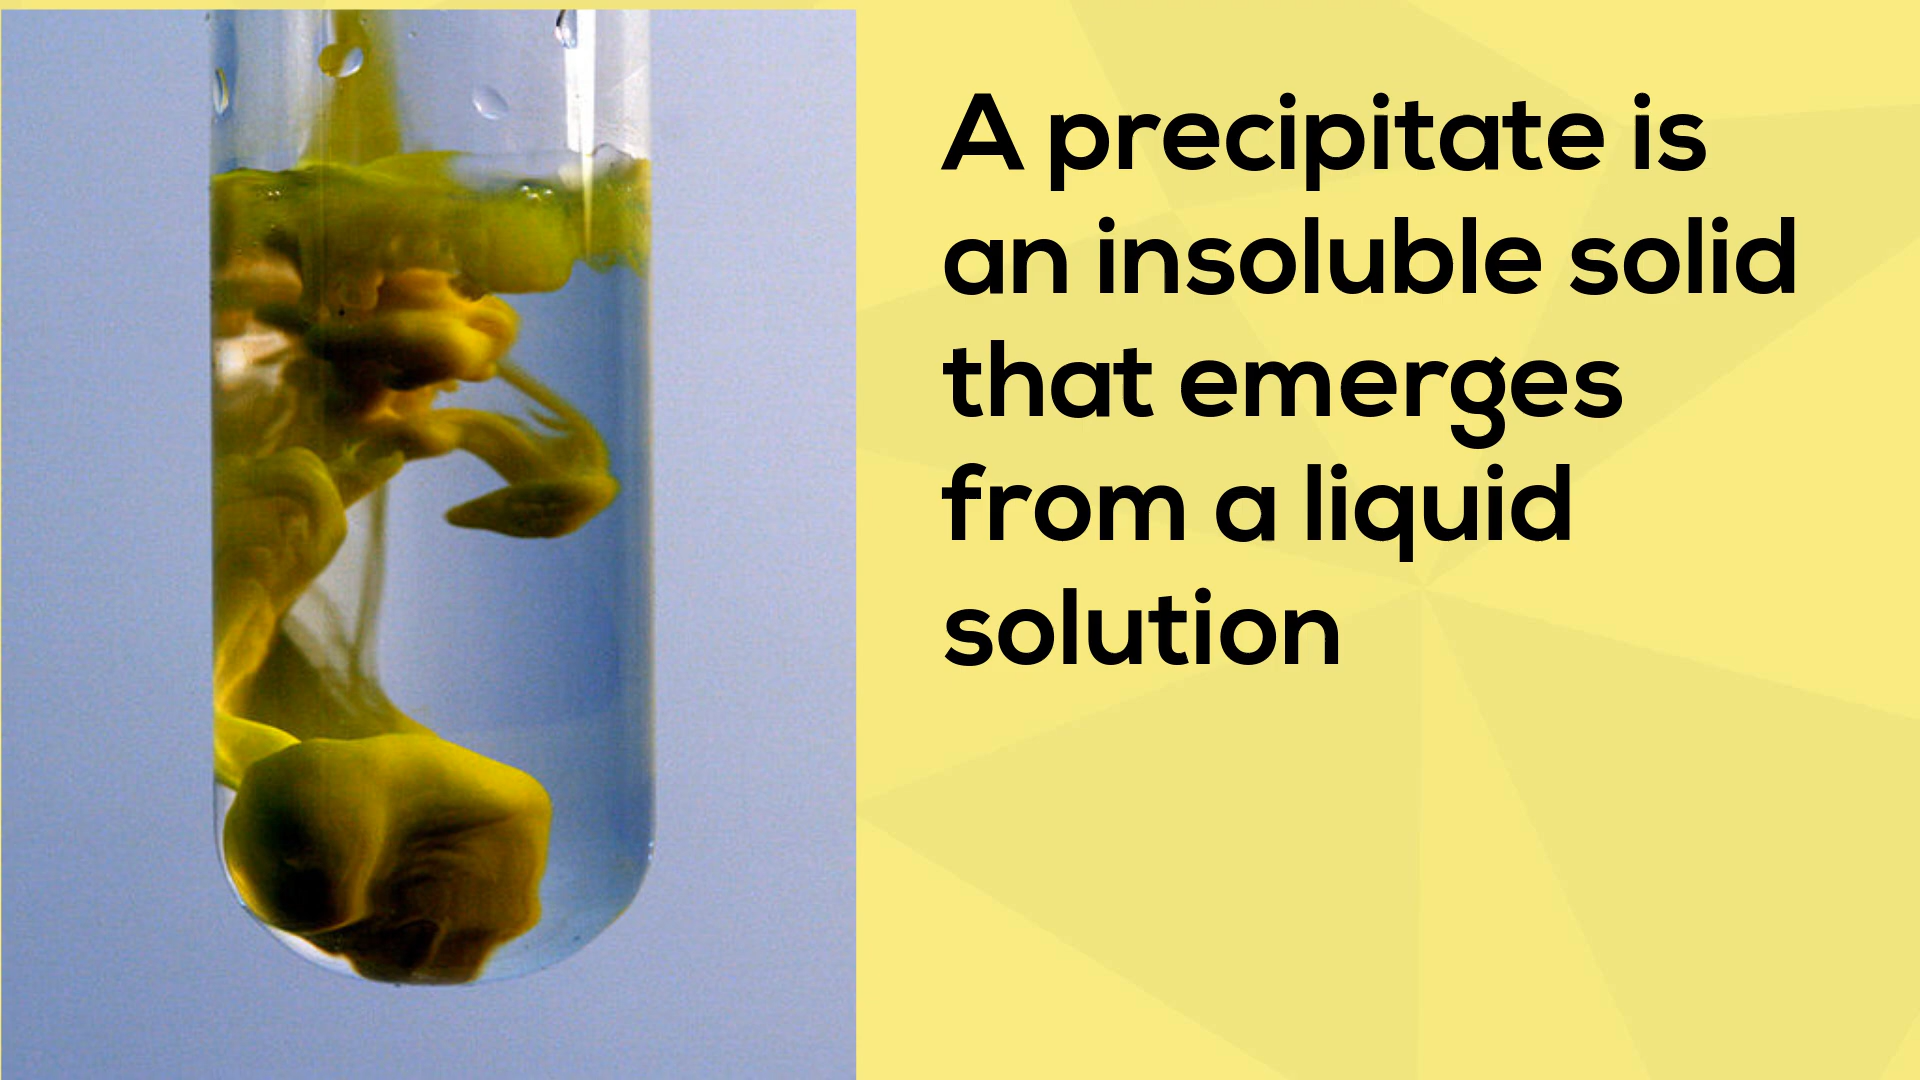 A precipitate is
an insoluble solid
that emerges
from a liquid
solution